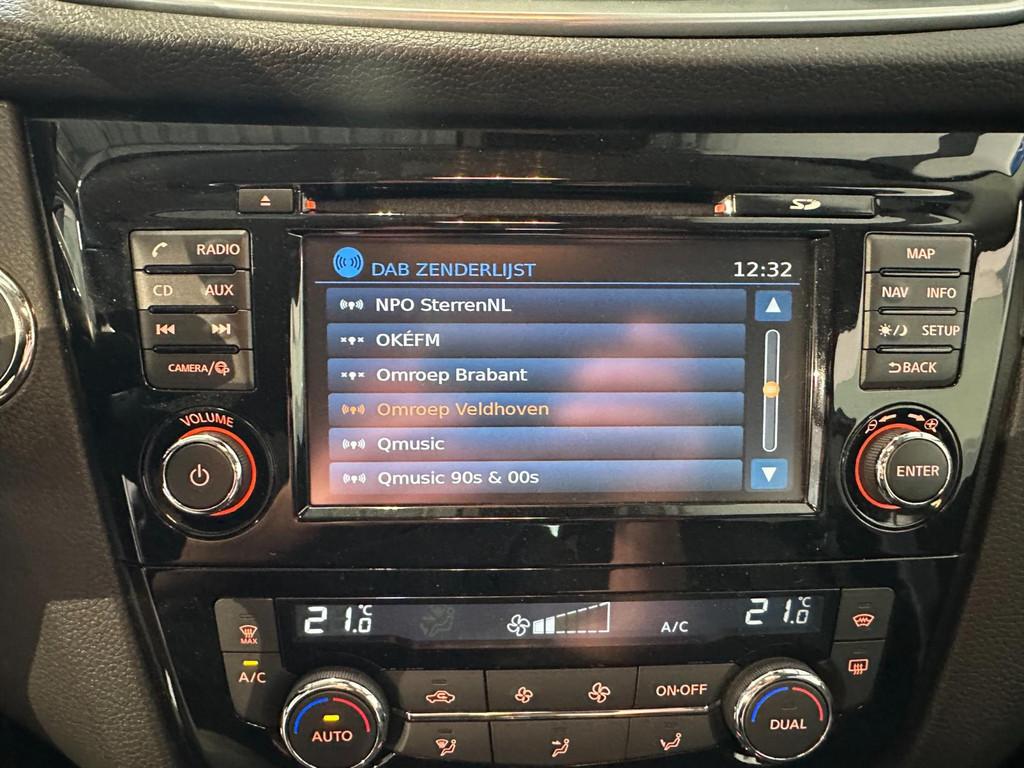 SD
RADIO
CD AUX
CAMERA/
VOLUME
DAB ZENDERLIJST 12:32
NPO SterrenNL
OKÉFM
Omroep Brabant
Omroep Veldhoven
Qmusic
Qmusic 90s & 00s
MAP
NAV INFO
SETUP
BACK
ENTER
MAX
A/C
21.0 °C
A/C
21.0 °C
AUTO
ON·OFF
DUAL